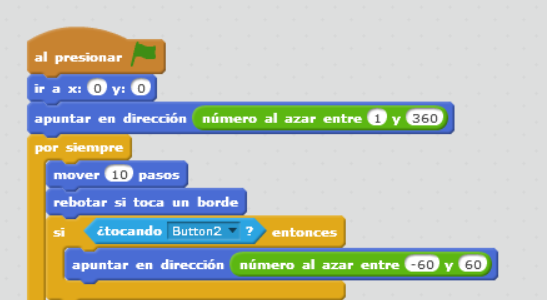 al presionar
ir a x: 0 y: 0
apuntar en dirección número al azar entre 1 y 360
por siempre
mover 10 pasos
rebotar si toca un borde
si ¿tocando Button2 ? entonces
apuntar en dirección número al azar entre -60 y 60